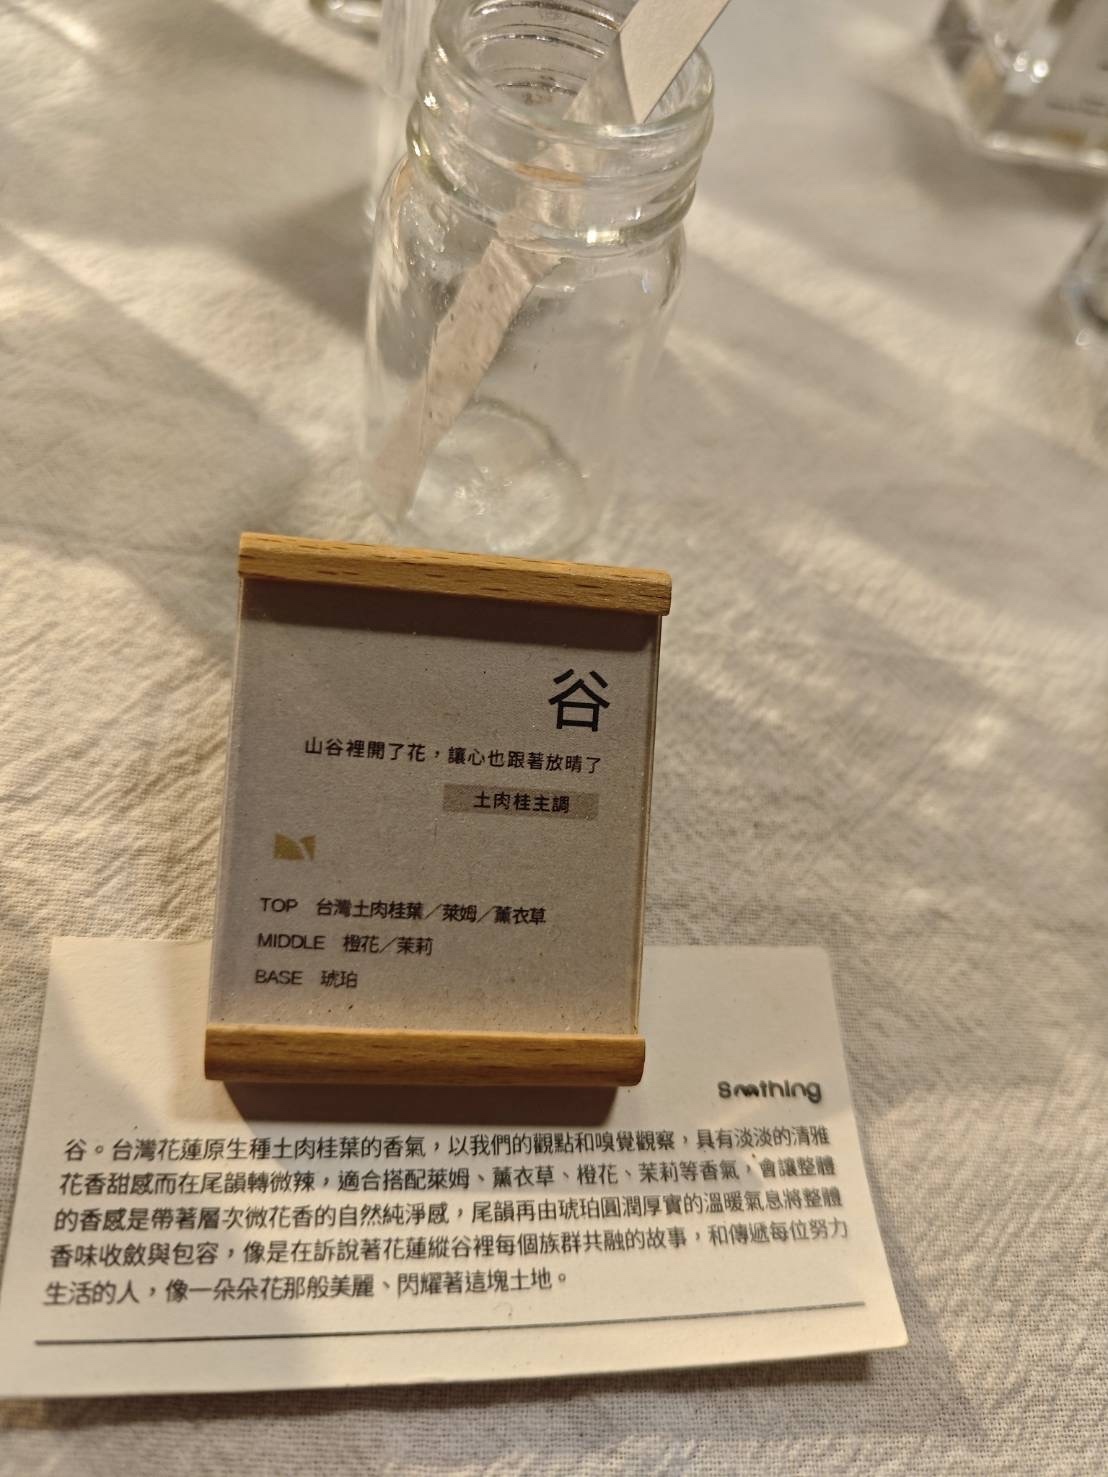 谷
山谷裡開了花，讓心也跟著放晴了
土肉桂主調
TOP 台灣土肉桂葉／萊姆／薰衣草
MIDDLE 橙花／茉莉
BASE 琥珀
soothing
谷。台灣花蓮原生種土肉桂葉的香氣，以我們的觀點和嗅覺觀察，具有淡淡的清雅
花香甜感而在尾韻轉微辣，適合搭配萊姆、薰衣草、橙花、茉莉等香氣，會讓整體
的香感是帶著層次微花香的自然純淨感，尾韻再由琥珀圓潤厚實的溫暖氣息將整體
香味收斂與包容，像是在訴說著花蓮縱谷裡每個族群共融的故事，和傳遞每位努力
生活的人，像一朵朵花那般美麗、閃耀著這塊土地。